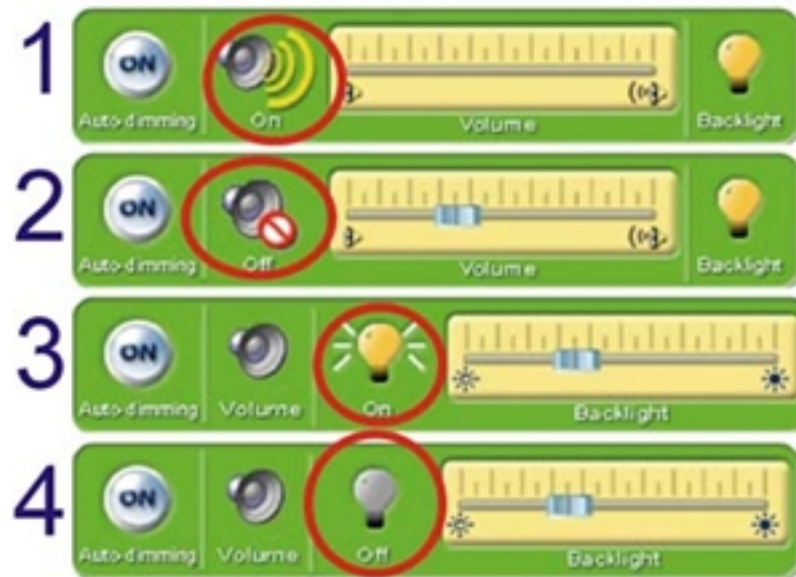 1
ON
Auto-dimming On Volume Backlight
2
ON
Auto-dimming Off Volume Backlight
3
ON
Auto-dimming Volume On Backlight
4
ON
Auto-dimming Volume Off Backlight